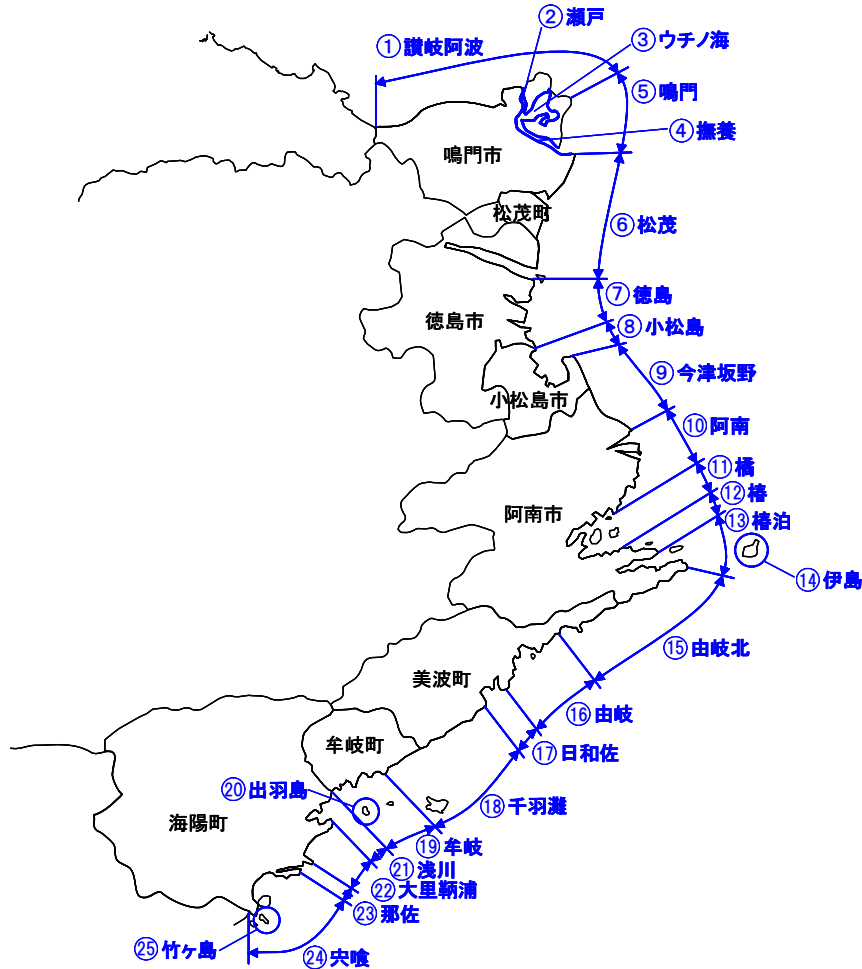 ②瀬戸
①讃岐阿波
③ウチノ海
⑤鳴門
④撫養
鳴門市
松茂町
⑥松茂
⑦徳島
徳島市
⑧小松島
⑨今津坂野
小松島市
⑩阿南
⑪橘
⑫椿
阿南市
⑬椿泊
⑭伊島
⑮由岐北
美波町
⑯由岐
牟岐町
⑰日和佐
⑳出羽島
⑱千羽灘
海陽町
⑲牟岐
㉑浅川
㉒大里鞆浦
㉓那佐
㉕竹ヶ島
㉔宍喰